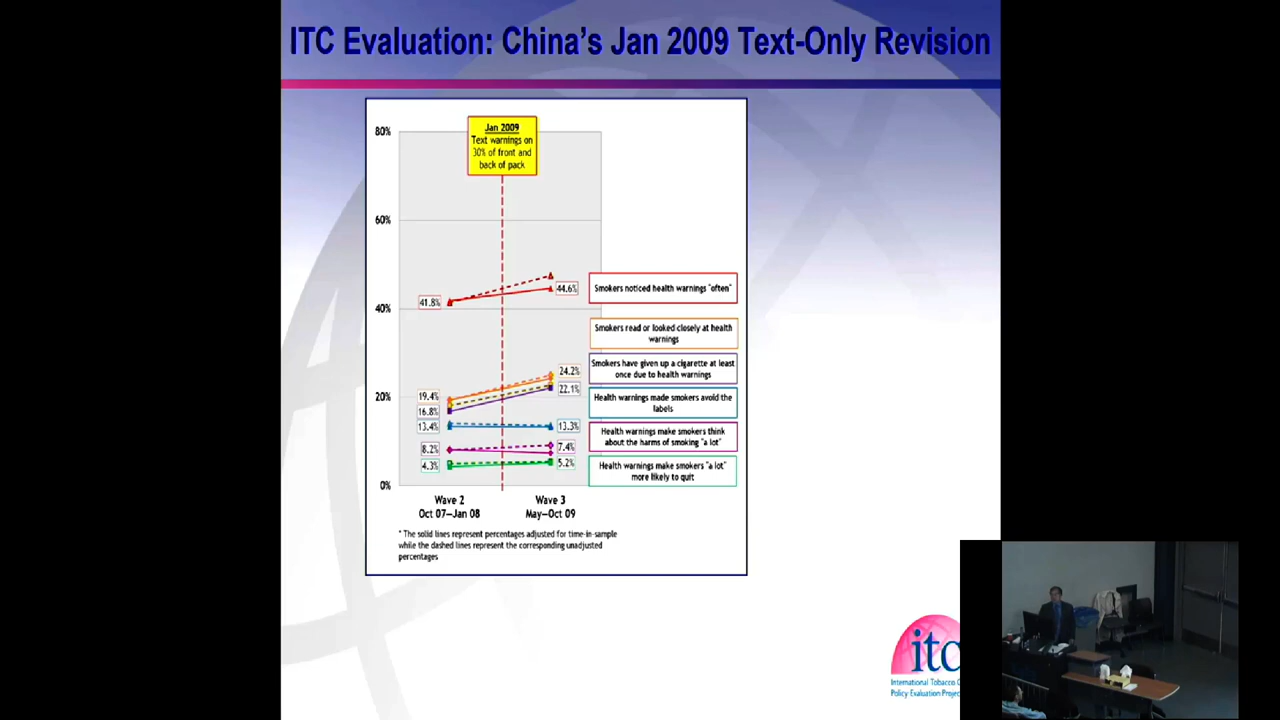 ITC Evaluation: China's Jan 2009 Text-Only Revision
Jan 2009
Text warnings on
30% of front and
back of pack
80%
60%
40%
20%
0%
41.8%
44.6%
19.4%
24.2%
16.8%
22.1%
13.4%
13.3%
8.2%
7.4%
4.3%
5.2%
Smokers noticed health warnings "often"
Smokers read or looked closely at health
warnings
Smokers have given up a cigarette at least
once due to health warnings
Health warnings made smokers avoid the
labels
Health warnings make smokers think
about the harms of smoking "a lot"
Health warnings make smokers "a lot"
more likely to quit
Wave 2
Oct 07–Jan 08
Wave 3
May–Oct 09
* The solid lines represent percentages adjusted for time-in-sample
while the dashed lines represent the corresponding unadjusted
percentages
itc
International Tobacco
Policy Evaluation